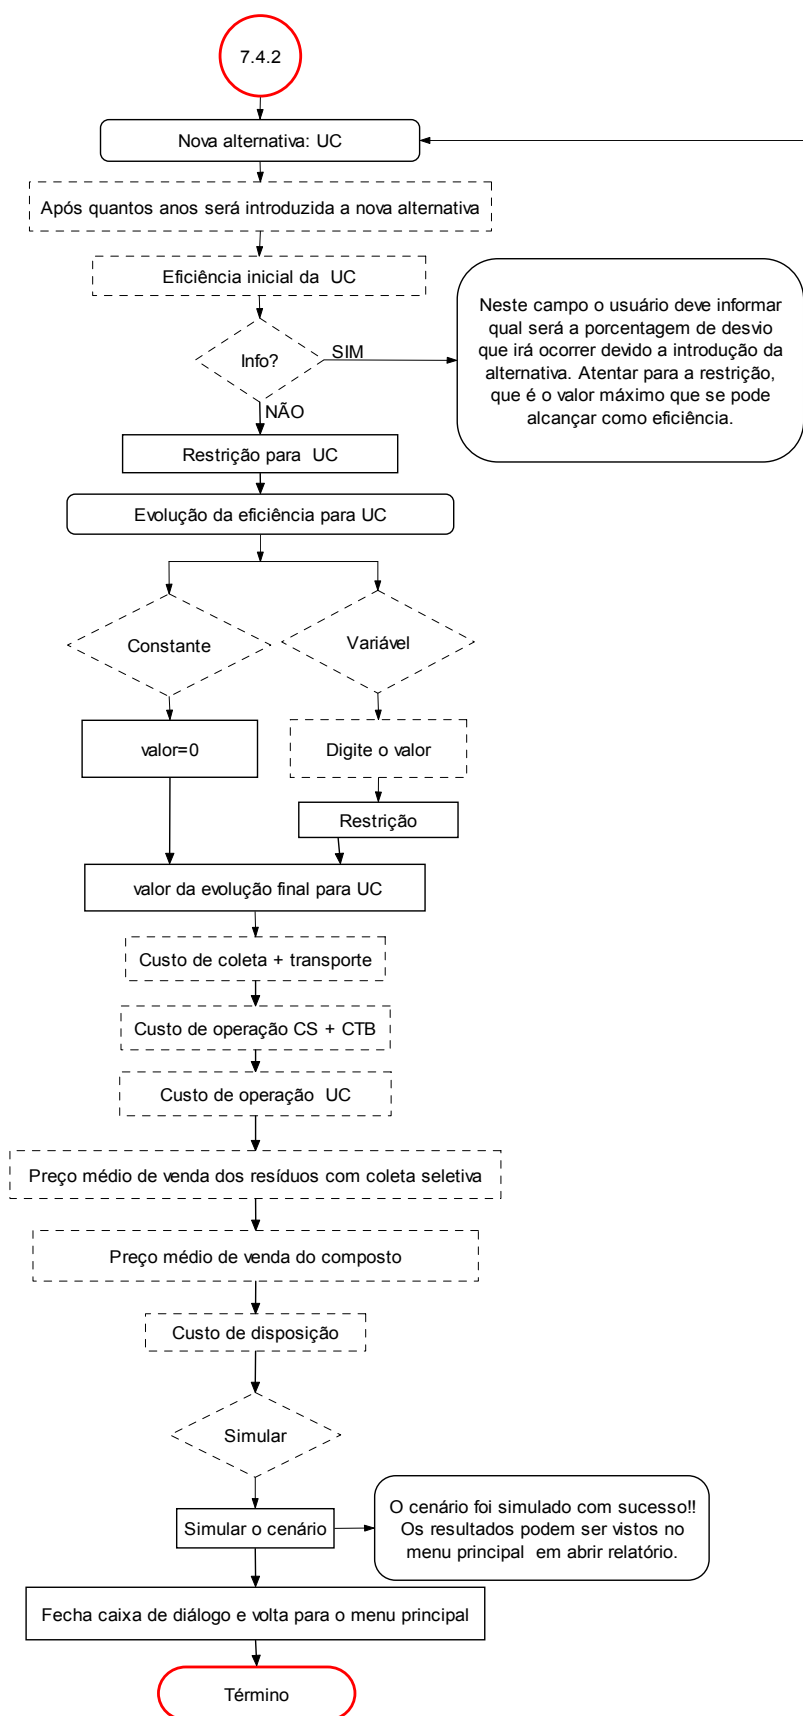 7.4.2
Nova alternativa: UC
Após quantos anos será introduzida a nova alternativa
Eficiência inicial da UC
Info?
SIM
NÃO
Neste campo o usuário deve informar
qual será a porcentagem de desvio
que irá ocorrer devido a introdução da
alternativa. Atentar para a restrição,
que é o valor máximo que se pode
alcançar como eficiência.
Restrição para UC
Evolução da eficiência para UC
Constante
Variável
valor=0
Digite o valor
Restrição
valor da evolução final para UC
Custo de coleta + transporte
Custo de operação CS + CTB
Custo de operação UC
Preço médio de venda dos resíduos com coleta seletiva
Preço médio de venda do composto
Custo de disposição
Simular
Simular o cenário
O cenário foi simulado com sucesso!!
Os resultados podem ser vistos no
menu principal em abrir relatório.
Fecha caixa de diálogo e volta para o menu principal
Término